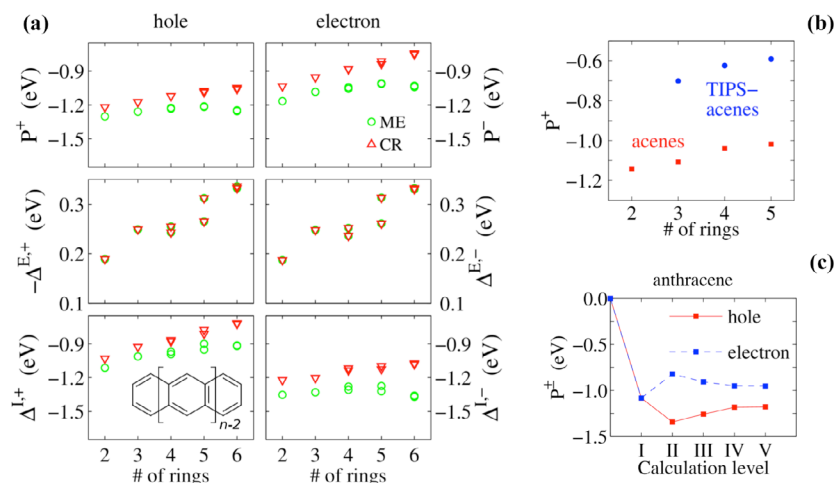 (a)
hole
electron
P⁺ (eV)
−0.9
−1.2
−1.5
−0.9
−1.2
−1.5
P⁻ (eV)
ME
CR
−Δᴱ,⁺ (eV)
0.3
0.2
0.1
0.3
0.2
0.1
Δᴱ,⁻ (eV)
Δᴵ,⁺ (eV)
−0.9
−1.2
−1.5
−0.9
−1.2
−1.5
Δᴵ,⁻ (eV)
n-2
2 3 4 5 6
2 3 4 5 6
# of rings
# of rings
(b)
P⁺
−0.6
−0.8
−1.0
−1.2
TIPS−
acenes
acenes
2 3 4 5
# of rings
(c)
anthracene
P± (eV)
0.0
−0.5
−1.0
−1.5
hole
electron
I II III IV V
Calculation level